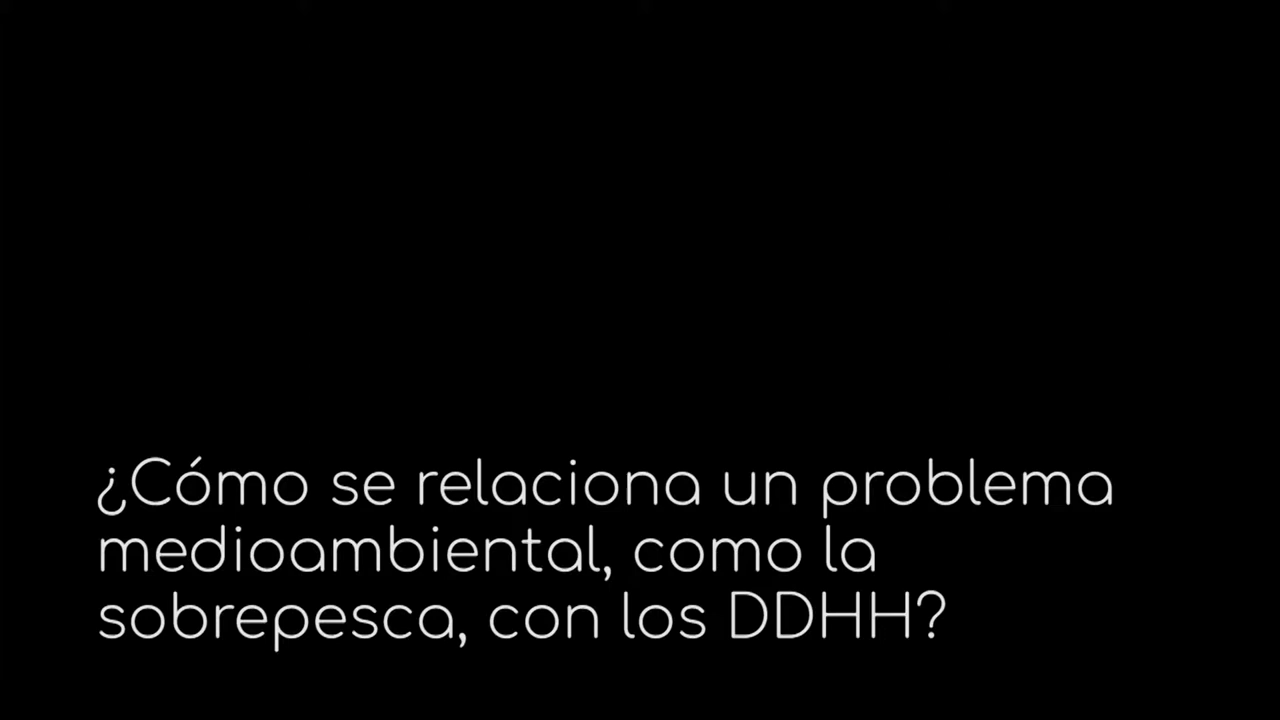 ¿Cómo se relaciona un problema
medioambiental, como la
sobrepesca, con los DDHH?